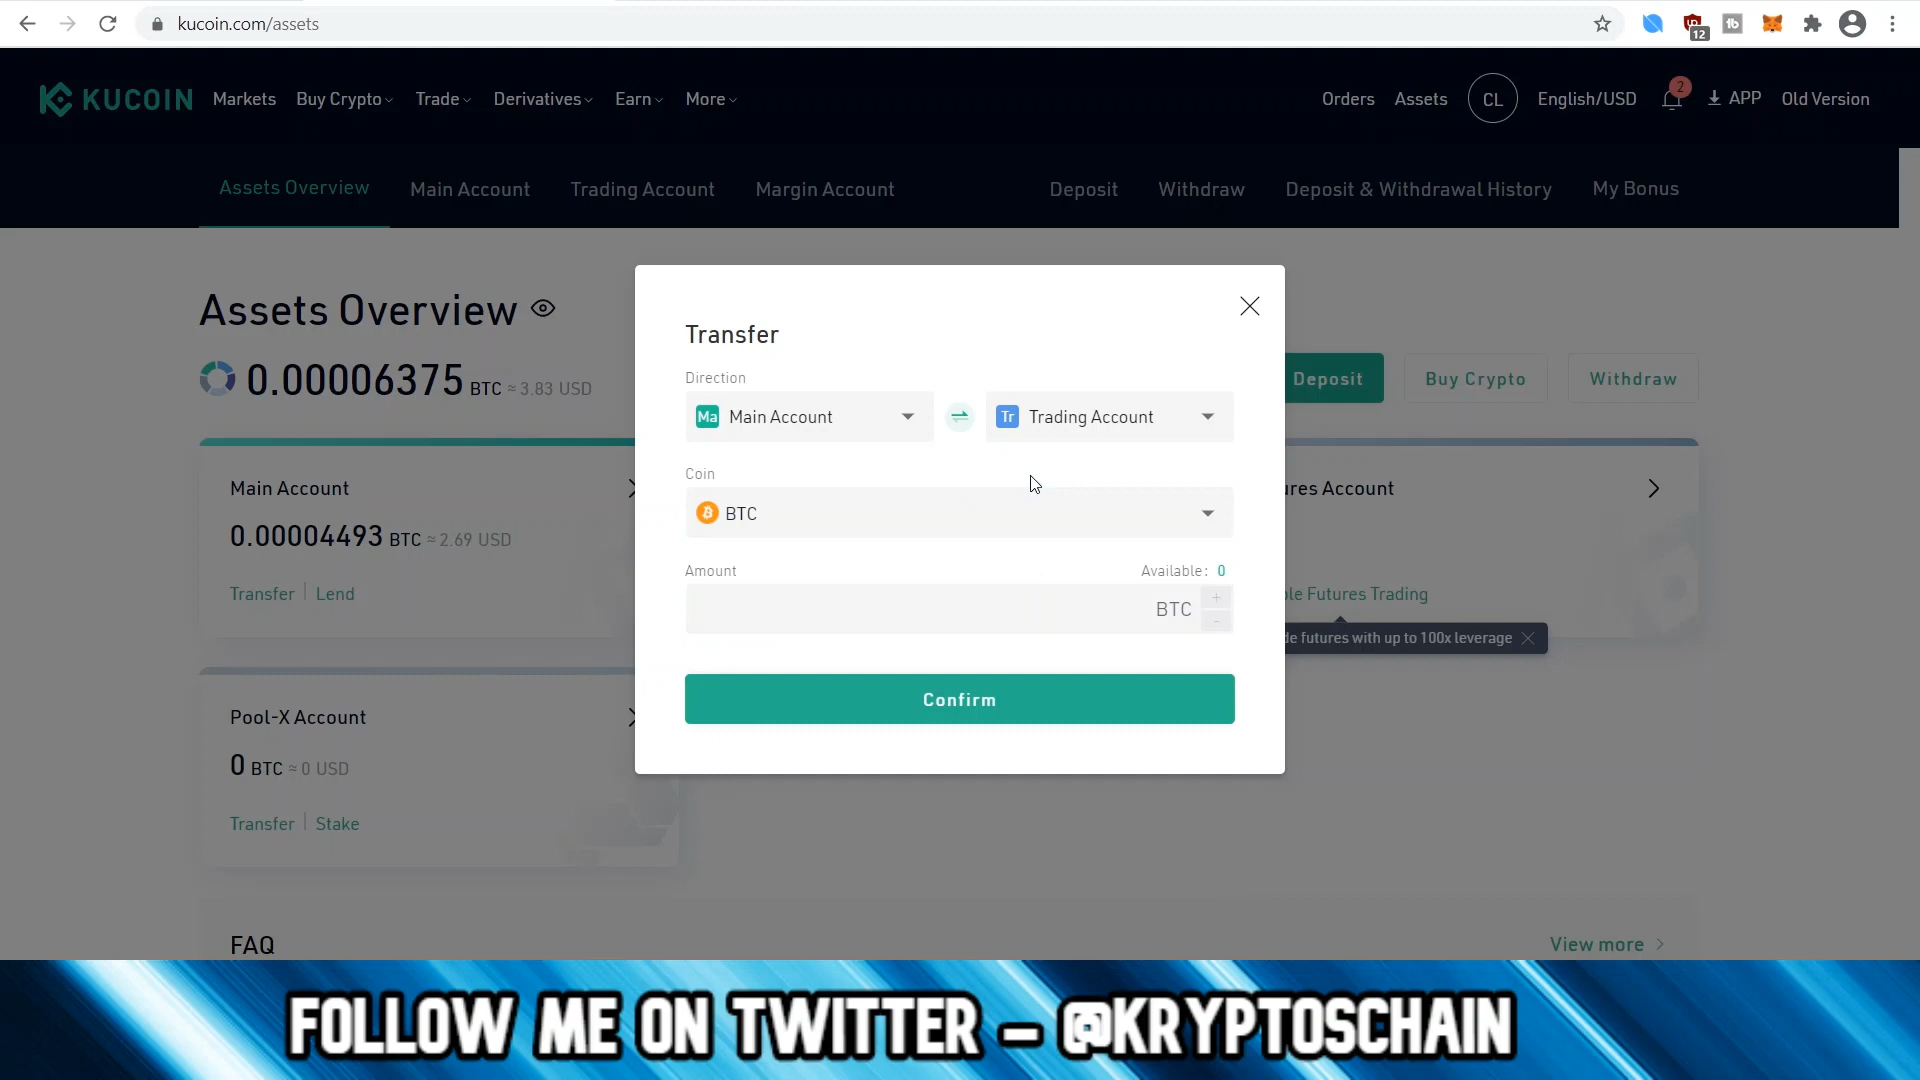 kucoin.com/assets
12
tb
KUCOIN Markets Buy Crypto Trade Derivatives Earn More Orders Assets CL English/USD 2 APP Old Version
Assets Overview Main Account Trading Account Margin Account Deposit Withdraw Deposit & Withdrawal History My Bonus
Assets Overview
0.00006375 BTC ≈ 3.83 USD
Deposit Buy Crypto Withdraw
Main Account
0.00004493 BTC ≈ 2.69 USD
Transfer Lend
Pool-X Account
0 BTC ≈ 0 USD
Transfer Stake
Transfer
Direction
Ma Main Account Tr Trading Account
Coin
BTC
Amount Available: 0
BTC
Confirm
ures Account
le Futures Trading
de futures with up to 100x leverage
FAQ View more
FOLLOW ME ON TWITTER – @KRYPTOSCHAIN